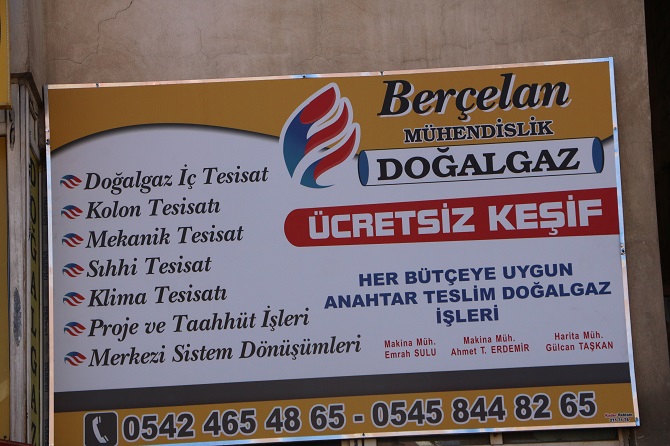 Berçelan
MÜHENDİSLİK
DOĞALGAZ
ÜCRETSİZ KEŞİF
Doğalgaz İç Tesisat
Kolon Tesisatı
Mekanik Tesisat
Sıhhi Tesisat
Klima Tesisatı
Proje ve Taahhüt İşleri
Merkezi Sistem Dönüşümleri
HER BÜTÇEYE UYGUN
ANAHTAR TESLİM DOĞALGAZ
İŞLERİ
Makina Müh.
Emrah SULU
Makina Müh.
Ahmet T. ERDEMİR
Harita Müh.
Gülcan TAŞKAN
0542 465 48 65 - 0545 844 82 65